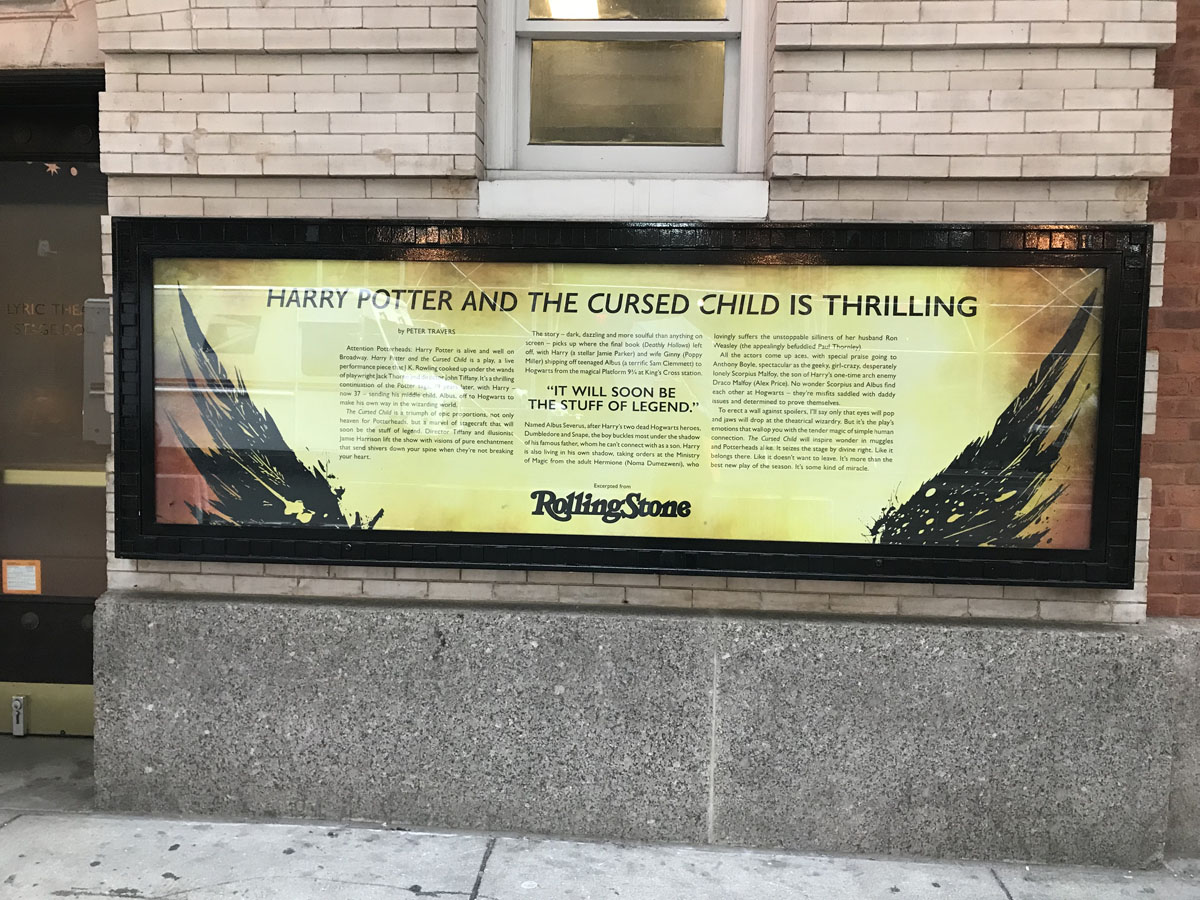 HARRY POTTER AND THE CURSED CHILD IS THRILLING
by PETER TRAVERS
Attention Potterheads: Harry Potter is alive and well on
Broadway. Harry Potter and the Cursed Child is a play, a live
performance piece that J.K. Rowling cooked up under the wands
of playwright Jack Thorne and director John Tiffany. It's a thrilling
continuation of the Potter saga, years later, with Harry –
now 37 – sending his middle child, Albus, off to Hogwarts to
make his own way in the wizarding world.
The Cursed Child is a triumph of epic proportions, not only
heaven for Potterheads, but a marvel of stagecraft that will
soon be the stuff of legend. Director Tiffany and illusionist
Jamie Harrison lift the show with visions of pure enchantment
that send shivers down your spine when they're not breaking
your heart.
The story – dark, dazzling and more soulful than anything on
screen – picks up where the final book (Deathly Hallows) left
off, with Harry (a stellar Jamie Parker) and wife Ginny (Poppy
Miller) shipping off teenaged Albus (a terrific Sam Clemmett) to
Hogwarts from the magical Platform 9¾ at King's Cross station.
"IT WILL SOON BE
THE STUFF OF LEGEND."
Named Albus Severus, after Harry's two dead Hogwarts heroes,
Dumbledore and Snape, the boy buckles most under the shadow
of his famous father, whom he can't connect with as a son. Harry
is also living in his own shadow, taking orders at the Ministry
of Magic from the adult Hermione (Noma Dumezweni), who
lovingly suffers the unstoppable silliness of her husband Ron
Weasley (the appealingly befuddled Paul Thornley).
All the actors come up aces, with special praise going to
Anthony Boyle, spectacular as the geeky, girl-crazy, desperately
lonely Scorpius Malfoy, the son of Harry's one-time arch enemy
Draco Malfoy (Alex Price). No wonder Scorpius and Albus find
each other at Hogwarts – they're misfits saddled with daddy
issues and determined to prove themselves.
To erect a wall against spoilers, I'll say only that eyes will pop
and jaws will drop at the theatrical wizardry. But it's the play's
emotions that wallop you with the tender magic of simple human
connection. The Cursed Child will inspire wonder in muggles
and Potterheads alike. It seizes the stage by divine right. Like it
belongs there. Like it doesn't want to leave. It's more than the
best new play of the season. It's some kind of miracle.
Excerpted from
RollingStone
LYRIC THE
STAGE DO